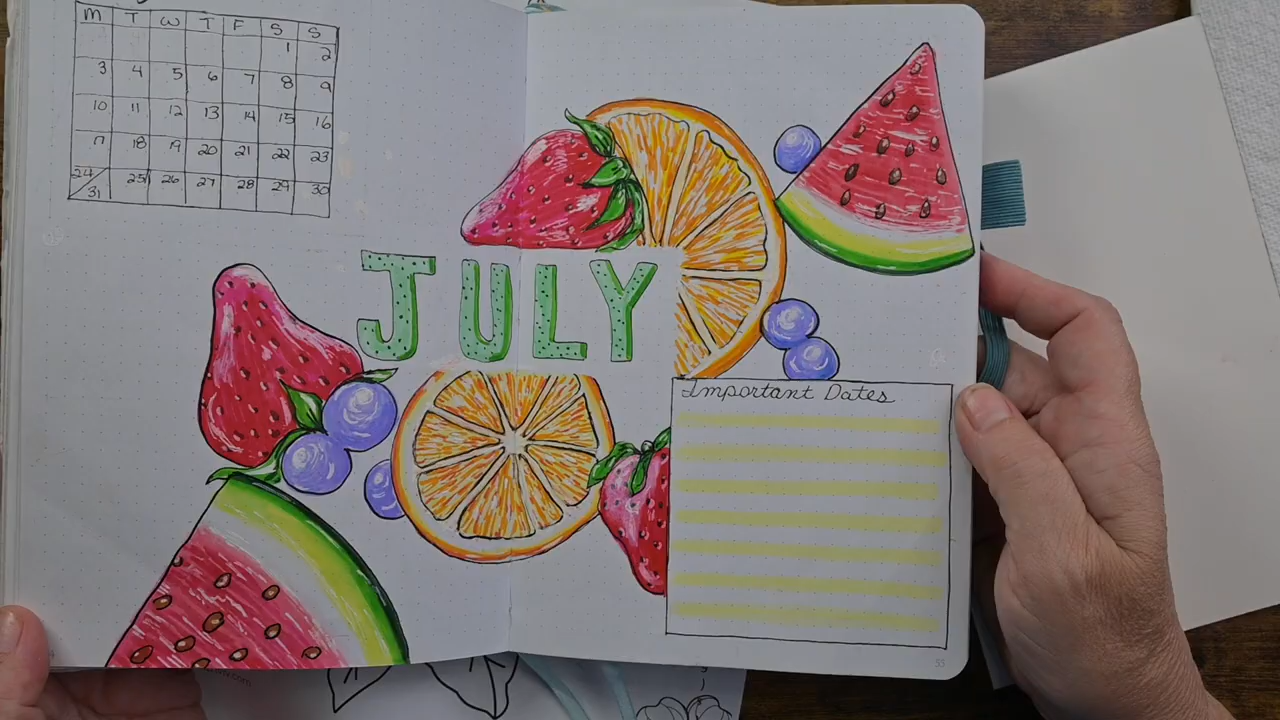 M T W T F S S
1 2
3 4 5 6 7 8 9
10 11 12 13 14 15 16
17 18 19 20 21 22 23
24/31 25 26 27 28 29 30
JULY
Important Dates
53